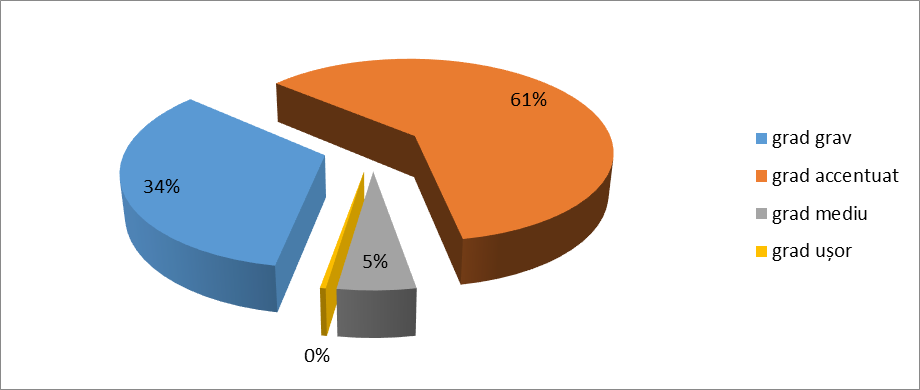 61%
34%
5%
0%
grad grav
grad accentuat
grad mediu
grad ușor